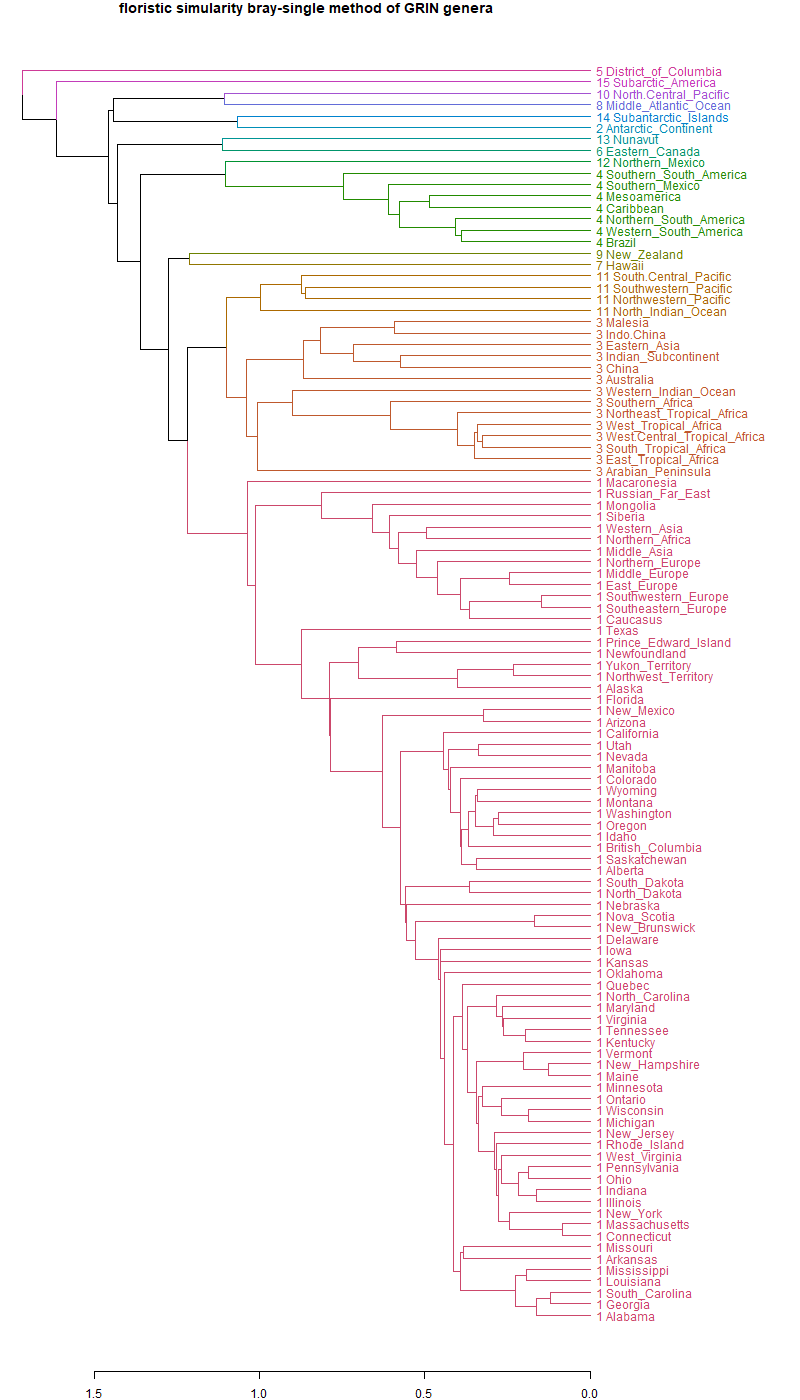 floristic simularity bray-single method of GRIN genera
5 District_of_Columbia
15 Subarctic_America
10 North.Central_Pacific
8 Middle_Atlantic_Ocean
14 Subantarctic_Islands
2 Antarctic_Continent
13 Nunavut
6 Eastern_Canada
12 Northern_Mexico
4 Southern_South_America
4 Southern_Mexico
4 Mesoamerica
4 Caribbean
4 Northern_South_America
4 Western_South_America
4 Brazil
9 New_Zealand
7 Hawaii
11 South.Central_Pacific
11 Southwestern_Pacific
11 Northwestern_Pacific
11 North_Indian_Ocean
3 Malesia
3 Indo.China
3 Eastern_Asia
3 Indian_Subcontinent
3 China
3 Australia
3 Western_Indian_Ocean
3 Southern_Africa
3 Northeast_Tropical_Africa
3 West_Tropical_Africa
3 West.Central_Tropical_Africa
3 South_Tropical_Africa
3 East_Tropical_Africa
3 Arabian_Peninsula
1 Macaronesia
1 Russian_Far_East
1 Mongolia
1 Siberia
1 Western_Asia
1 Northern_Africa
1 Middle_Asia
1 Northern_Europe
1 Middle_Europe
1 East_Europe
1 Southwestern_Europe
1 Southeastern_Europe
1 Caucasus
1 Texas
1 Prince_Edward_Island
1 Newfoundland
1 Yukon_Territory
1 Northwest_Territory
1 Alaska
1 Florida
1 New_Mexico
1 Arizona
1 California
1 Utah
1 Nevada
1 Manitoba
1 Colorado
1 Wyoming
1 Montana
1 Washington
1 Oregon
1 Idaho
1 British_Columbia
1 Saskatchewan
1 Alberta
1 South_Dakota
1 North_Dakota
1 Nebraska
1 Nova_Scotia
1 New_Brunswick
1 Delaware
1 Iowa
1 Kansas
1 Oklahoma
1 Quebec
1 North_Carolina
1 Maryland
1 Virginia
1 Tennessee
1 Kentucky
1 Vermont
1 New_Hampshire
1 Maine
1 Minnesota
1 Ontario
1 Wisconsin
1 Michigan
1 New_Jersey
1 Rhode_Island
1 West_Virginia
1 Pennsylvania
1 Ohio
1 Indiana
1 Illinois
1 New_York
1 Massachusetts
1 Connecticut
1 Missouri
1 Arkansas
1 Mississippi
1 Louisiana
1 South_Carolina
1 Georgia
1 Alabama
1.5 1.0 0.5 0.0